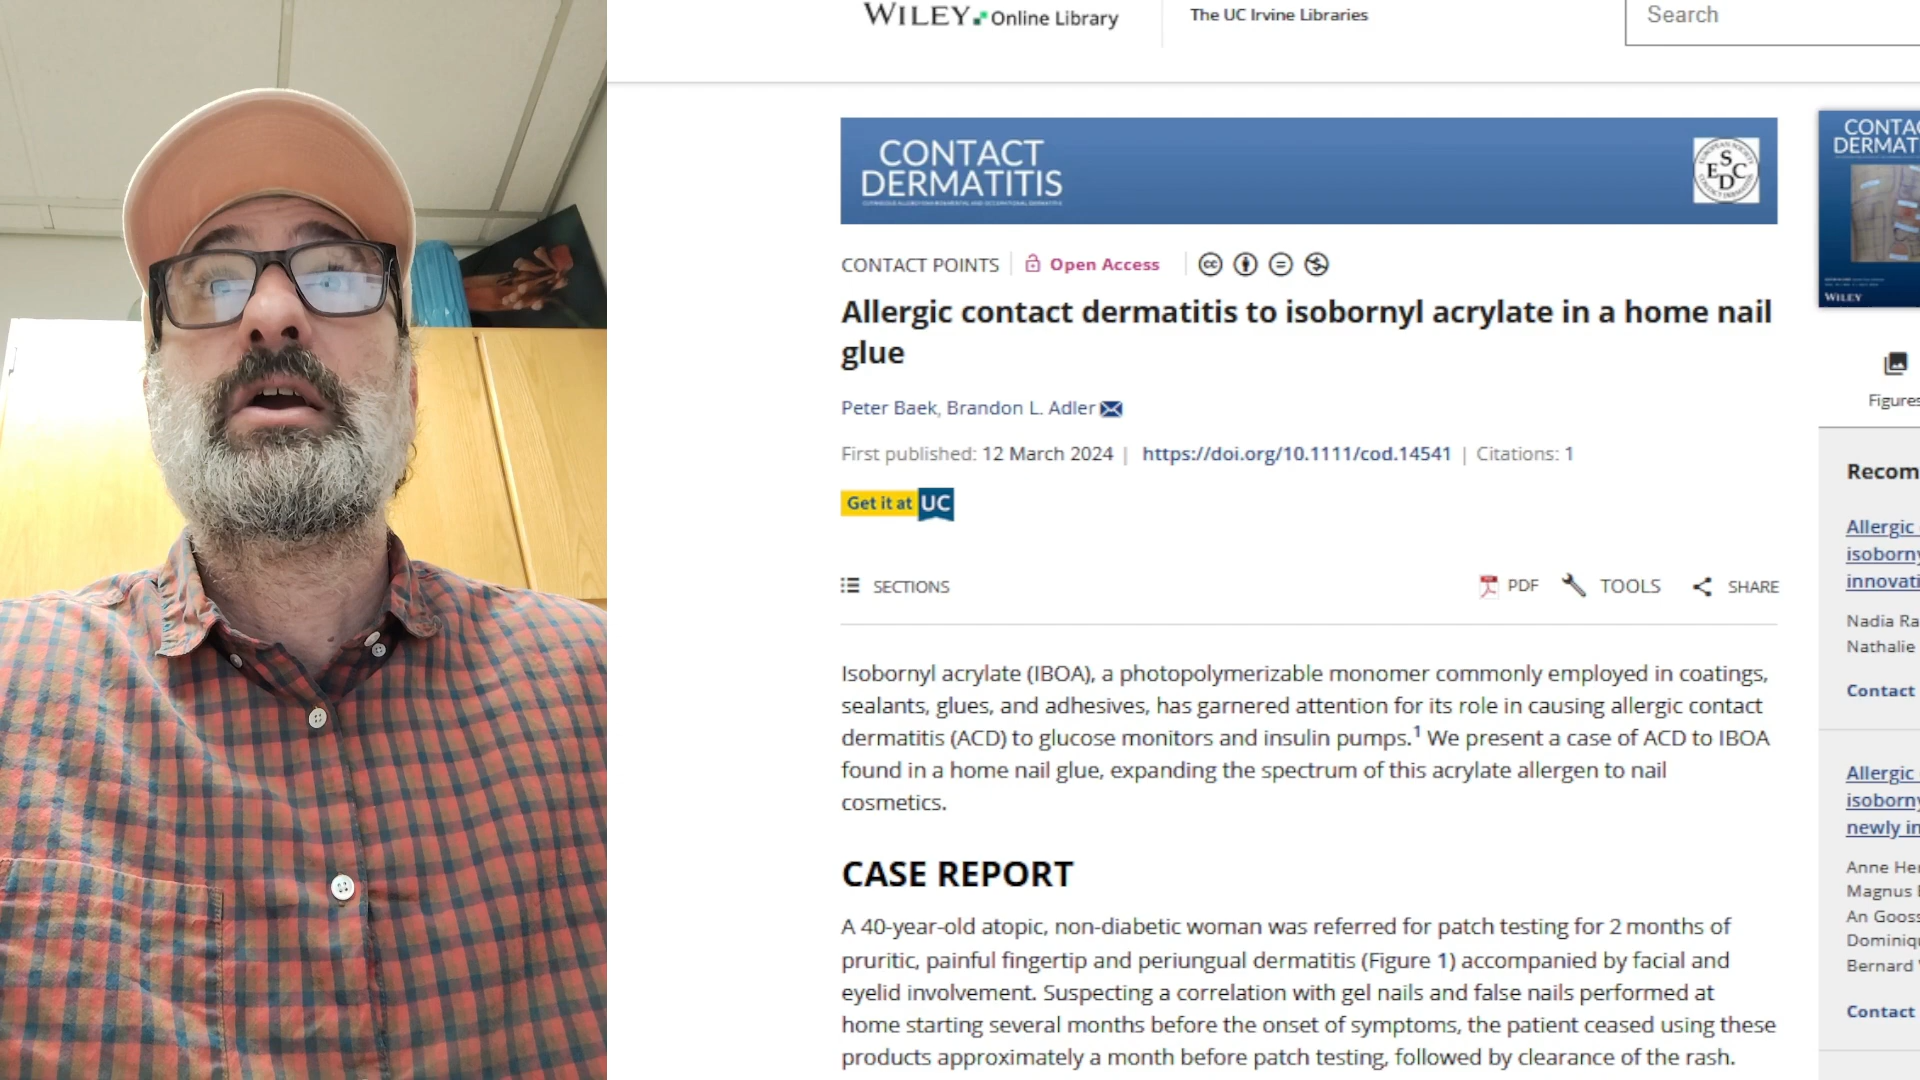 WILEY Online Library
The UC Irvine Libraries
Search
CONTACT
DERMATITIS
E S D C
CONTACT POINTS
Open Access
cc
Allergic contact dermatitis to isobornyl acrylate in a home nail
glue
Peter Baek, Brandon L. Adler
First published: 12 March 2024 | https://doi.org/10.1111/cod.14541 | Citations: 1
Get it at UC
SECTIONS
PDF
TOOLS
SHARE
Isobornyl acrylate (IBOA), a photopolymerizable monomer commonly employed in coatings,
sealants, glues, and adhesives, has garnered attention for its role in causing allergic contact
dermatitis (ACD) to glucose monitors and insulin pumps.1 We present a case of ACD to IBOA
found in a home nail glue, expanding the spectrum of this acrylate allergen to nail
cosmetics.
CASE REPORT
A 40-year-old atopic, non-diabetic woman was referred for patch testing for 2 months of
pruritic, painful fingertip and periungual dermatitis (Figure 1) accompanied by facial and
eyelid involvement. Suspecting a correlation with gel nails and false nails performed at
home starting several months before the onset of symptoms, the patient ceased using these
products approximately a month before patch testing, followed by clearance of the rash.
CONTAC
DERMAT
WILEY
Figures
Recom
Allergic
isoborny
innovati
Nadia Ra
Nathalie
Contact
Allergic
isoborny
newly in
Anne Her
Magnus
An Gooss
Dominiqu
Bernard
Contact